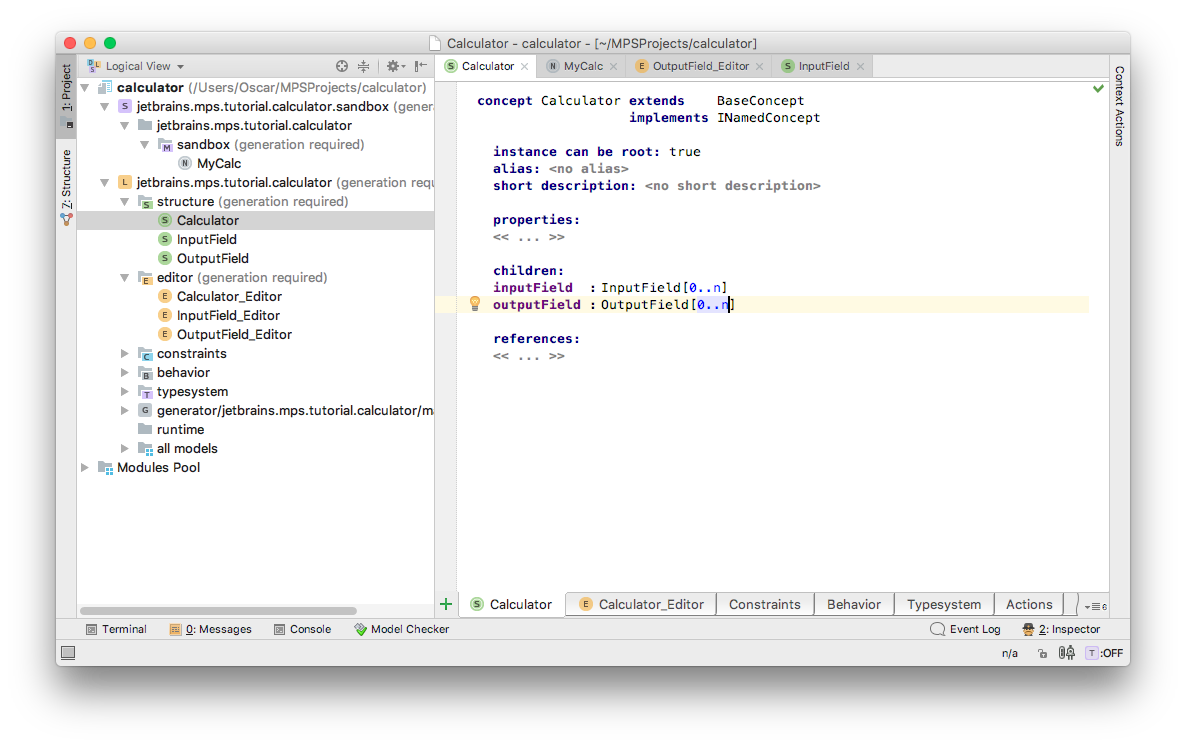 Calculator - calculator - [~/MPSProjects/calculator]
1: Project
Z: Structure
Logical View
calculator (/Users/Oscar/MPSProjects/calculator)
S jetbrains.mps.tutorial.calculator.sandbox (gener
jetbrains.mps.tutorial.calculator
M sandbox (generation required)
N MyCalc
L jetbrains.mps.tutorial.calculator (generation requ
S structure (generation required)
S Calculator
S InputField
S OutputField
E editor (generation required)
E Calculator_Editor
E InputField_Editor
E OutputField_Editor
C constraints
B behavior
T typesystem
G generator/jetbrains.mps.tutorial.calculator/ma
runtime
all models
Modules Pool
S Calculator N MyCalc E OutputField_Editor S InputField
concept Calculator extends BaseConcept
implements INamedConcept
instance can be root: true
alias: <no alias>
short description: <no short description>
properties:
<< ... >>
children:
inputField : InputField[0..n]
outputField : OutputField[0..n]
references:
<< ... >>
Context Actions
S Calculator E Calculator_Editor Constraints Behavior Typesystem Actions 6
Terminal 0: Messages Console Model Checker Event Log 2: Inspector
n/a T :OFF